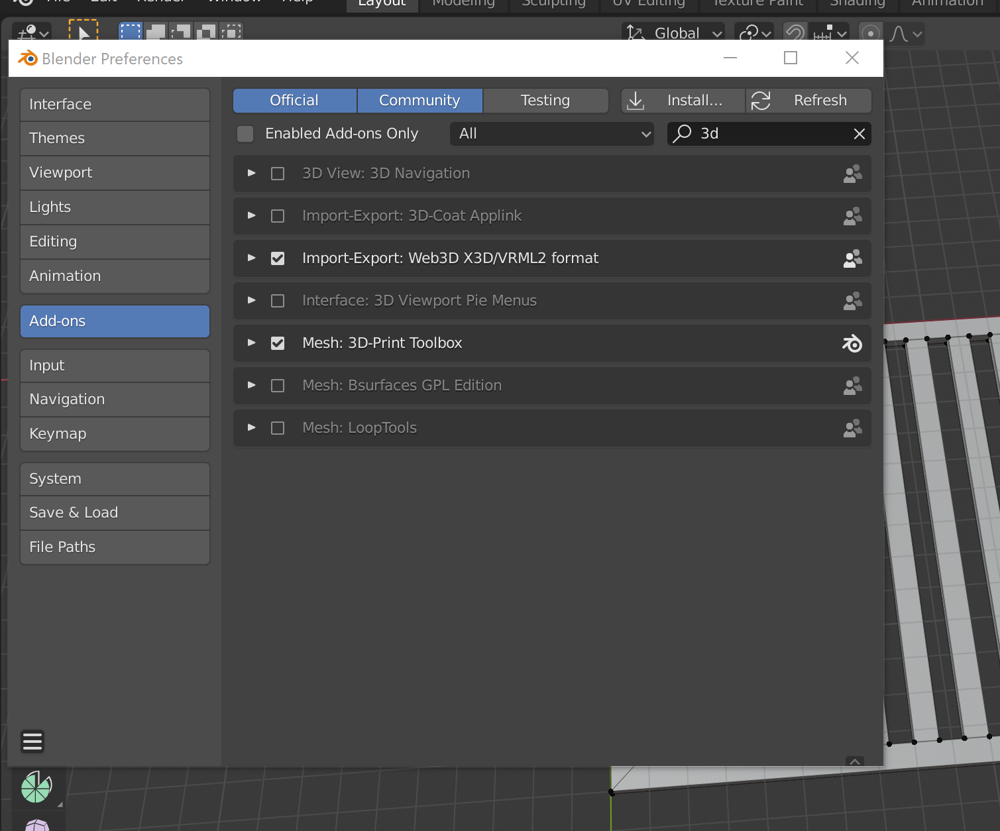 File Edit Render Window Help Layout Modeling Sculpting UV Editing Texture Paint Shading Animation
Global
Blender Preferences
Interface
Themes
Viewport
Lights
Editing
Animation
Add-ons
Input
Navigation
Keymap
System
Save & Load
File Paths
Official Community Testing Install... Refresh
Enabled Add-ons Only All 3d
3D View: 3D Navigation
Import-Export: 3D-Coat Applink
Import-Export: Web3D X3D/VRML2 format
Interface: 3D Viewport Pie Menus
Mesh: 3D-Print Toolbox
Mesh: Bsurfaces GPL Edition
Mesh: LoopTools